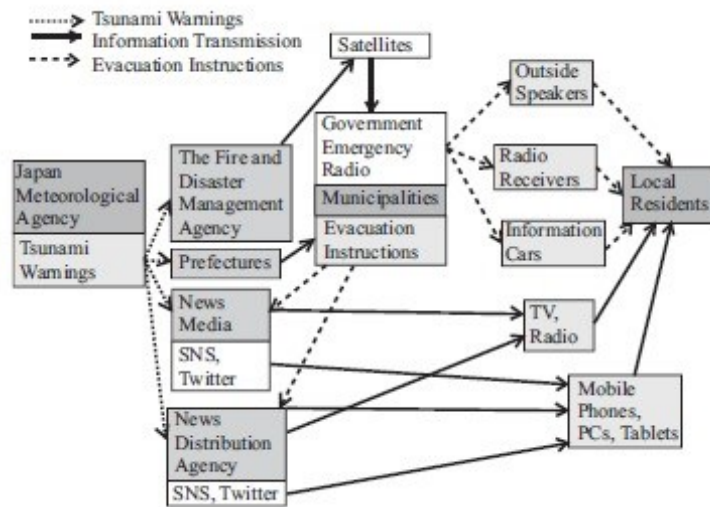 Tsunami Warnings
Information Transmission
Evacuation Instructions
Satellites
Outside
Speakers
Government
Emergency
Radio
The Fire and
Disaster
Management
Agency
Radio
Receivers
Japan
Meteorological
Agency
Municipalities
Local
Residents
Tsunami
Warnings
Evacuation
Instructions
Information
Cars
Prefectures
News
Media
TV,
Radio
SNS,
Twitter
Mobile
Phones,
PCs, Tablets
News
Distribution
Agency
SNS, Twitter